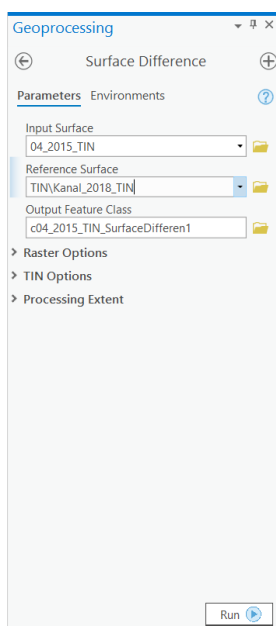 Geoprocessing
Surface Difference
Parameters Environments
Input Surface
04_2015_TIN
Reference Surface
TIN\Kanal_2018_TIN
Output Feature Class
c04_2015_TIN_SurfaceDifferen1
Raster Options
TIN Options
Processing Extent
Run